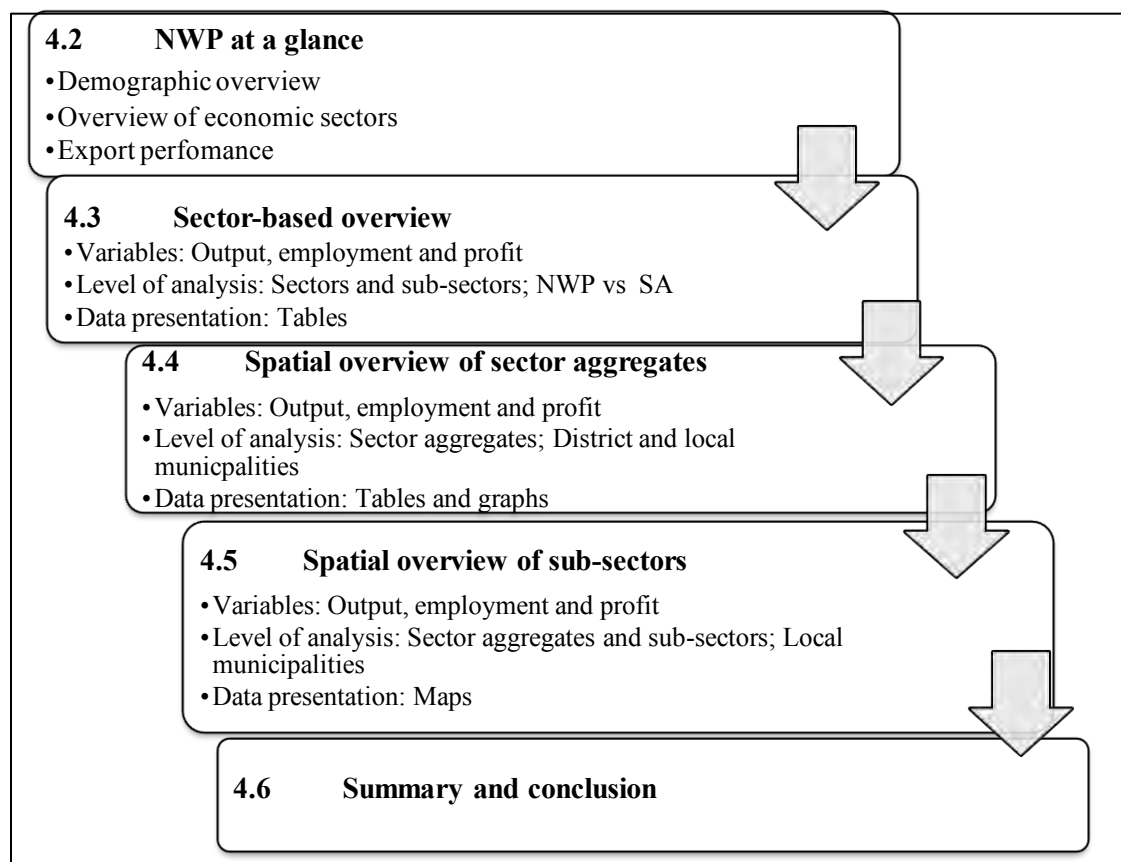 4.2 NWP at a glance
•Demographic overview
•Overview of economic sectors
•Export perfomance
4.3 Sector-based overview
•Variables: Output, employment and profit
•Level of analysis: Sectors and sub-sectors; NWP vs SA
•Data presentation: Tables
4.4 Spatial overview of sector aggregates
•Variables: Output, employment and profit
•Level of analysis: Sector aggregates; District and local
municpalities
•Data presentation: Tables and graphs
4.5 Spatial overview of sub-sectors
•Variables: Output, employment and profit
•Level of analysis: Sector aggregates and sub-sectors; Local
municipalities
•Data presentation: Maps
4.6 Summary and conclusion